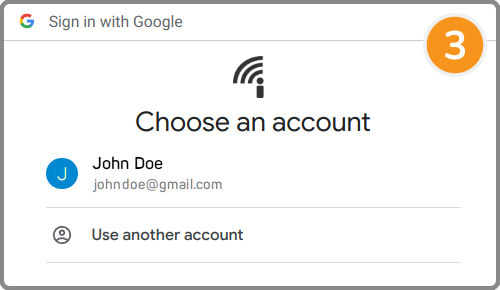 Sign in with Google
3
Choose an account
J
John Doe
johndoe@gmail.com
Use another account